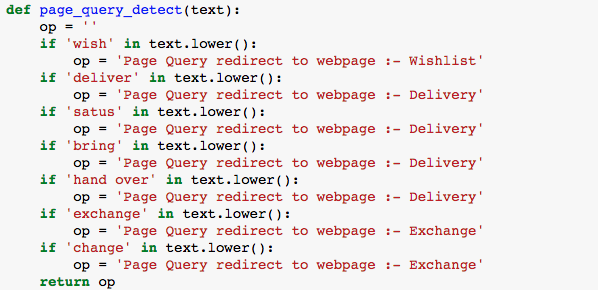 def page_query_detect(text):
    op = ''
    if 'wish' in text.lower():
        op = 'Page Query redirect to webpage :- Wishlist'
    if 'deliver' in text.lower():
        op = 'Page Query redirect to webpage :- Delivery'
    if 'satus' in text.lower():
        op = 'Page Query redirect to webpage :- Delivery'
    if 'bring' in text.lower():
        op = 'Page Query redirect to webpage :- Delivery'
    if 'hand over' in text.lower():
        op = 'Page Query redirect to webpage :- Delivery'
    if 'exchange' in text.lower():
        op = 'Page Query redirect to webpage :- Exchange'
    if 'change' in text.lower():
        op = 'Page Query redirect to webpage :- Exchange'
    return op